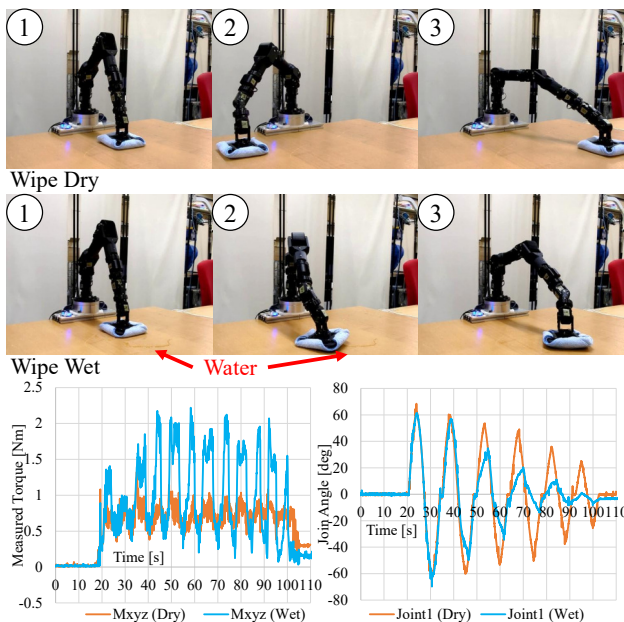 1 2 3
Wipe Dry
1 2 3
Water
Wipe Wet
Measured Torque [Nm]
2.5
2
1.5
1
0.5
0
-0.5
Time [s]
0 10 20 30 40 50 60 70 80 90 100 110
Mxyz (Dry) Mxyz (Wet)
Join Angle [deg]
80
60
40
20
0
-20
-40
-60
-80
Time [s]
0 10 20 30 40 50 60 70 80 90 100 110
Joint1 (Dry) Joint1 (Wet)